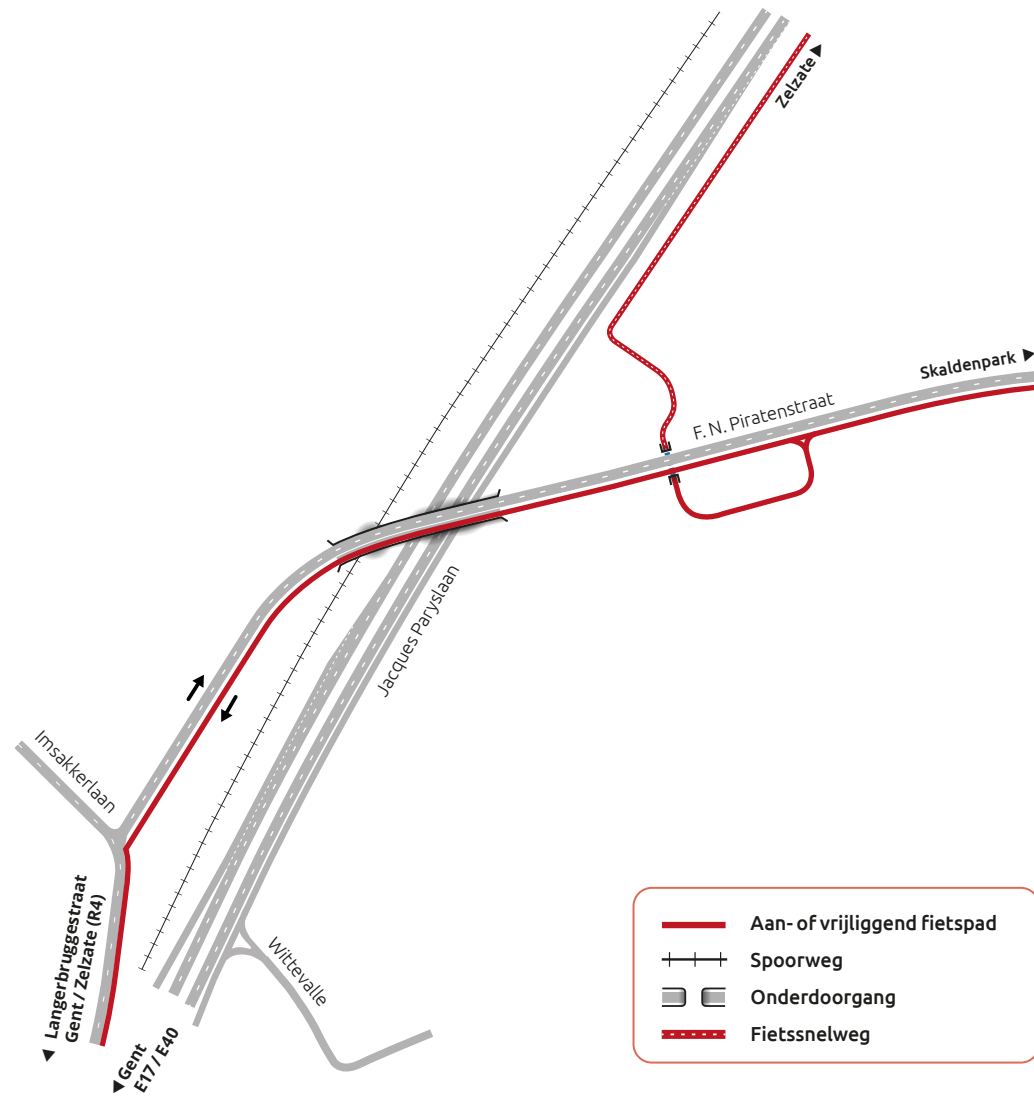 Zelzate
Skaldenpark
F. N. Piratenstraat
Jacques Paryslaan
Imsakkerlaan
Wittevalle
Langerbruggestraat
Gent / Zelzate (R4)
Gent
E17 / E40
Aan- of vrijliggend fietspad
Spoorweg
Onderdoorgang
Fietssnelweg